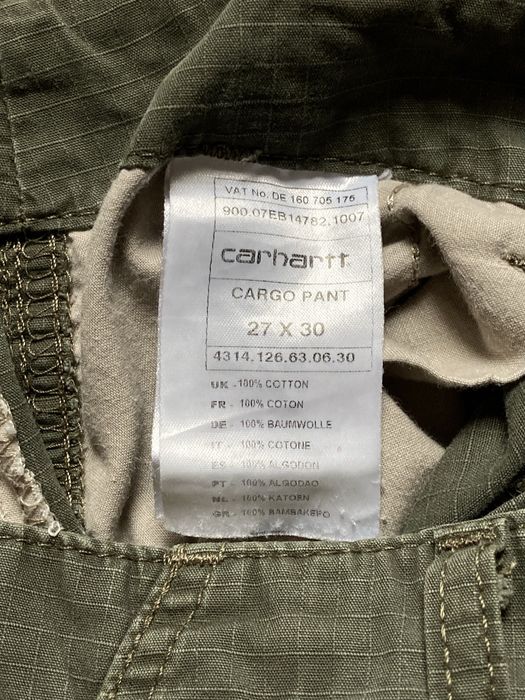 VAT No. DE 160 705 175
900.07EB14782.1007
carhartt
CARGO PANT
27 X 30
4314.126.63.06.30
UK - 100% COTTON
FR - 100% COTON
DE - 100% BAUMWOLLE
IT - 100% COTONE
ES - 100% ALGODON
PT - 100% ALGODAO
NL - 100% KATOEN
GR - 100% BAMBAKEPO